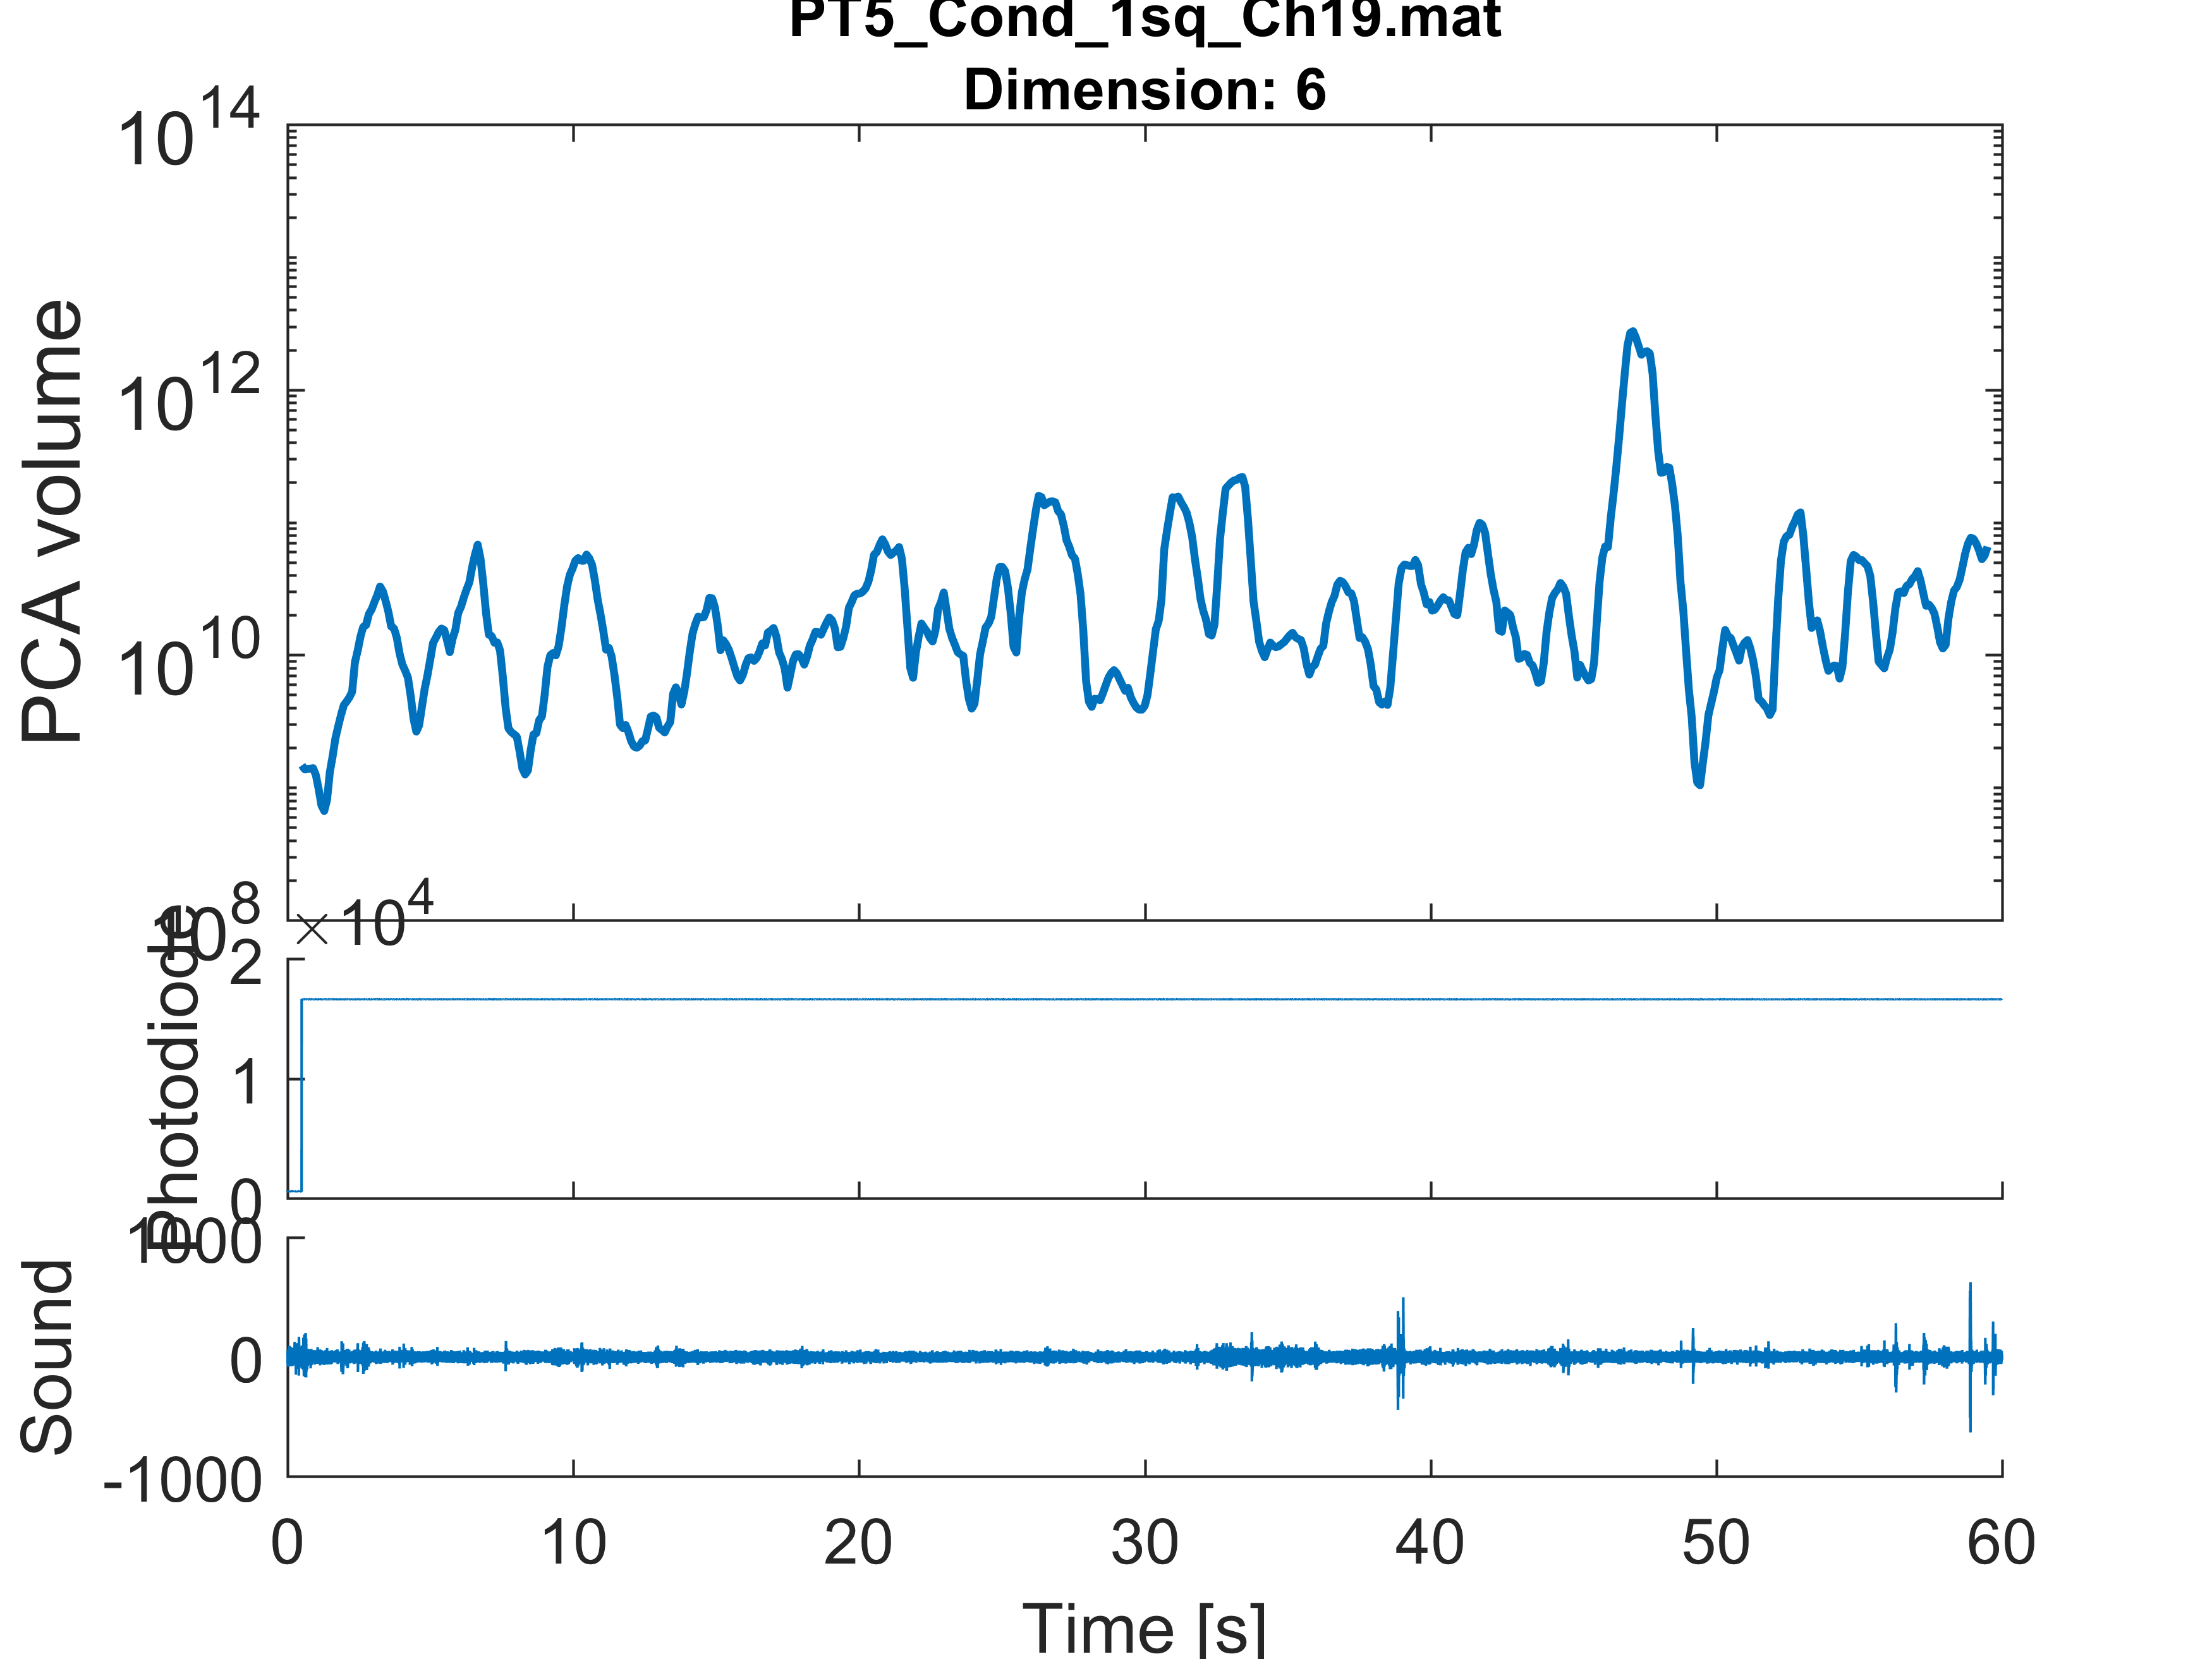 PT5_Cond_1sq_Ch19.mat
Dimension: 6
10^14
10^12
10^10
10^8
PCA volume
×10^4
2
1
0
Photodiode
1000
0
-1000
Sound
0 10 20 30 40 50 60
Time [s]